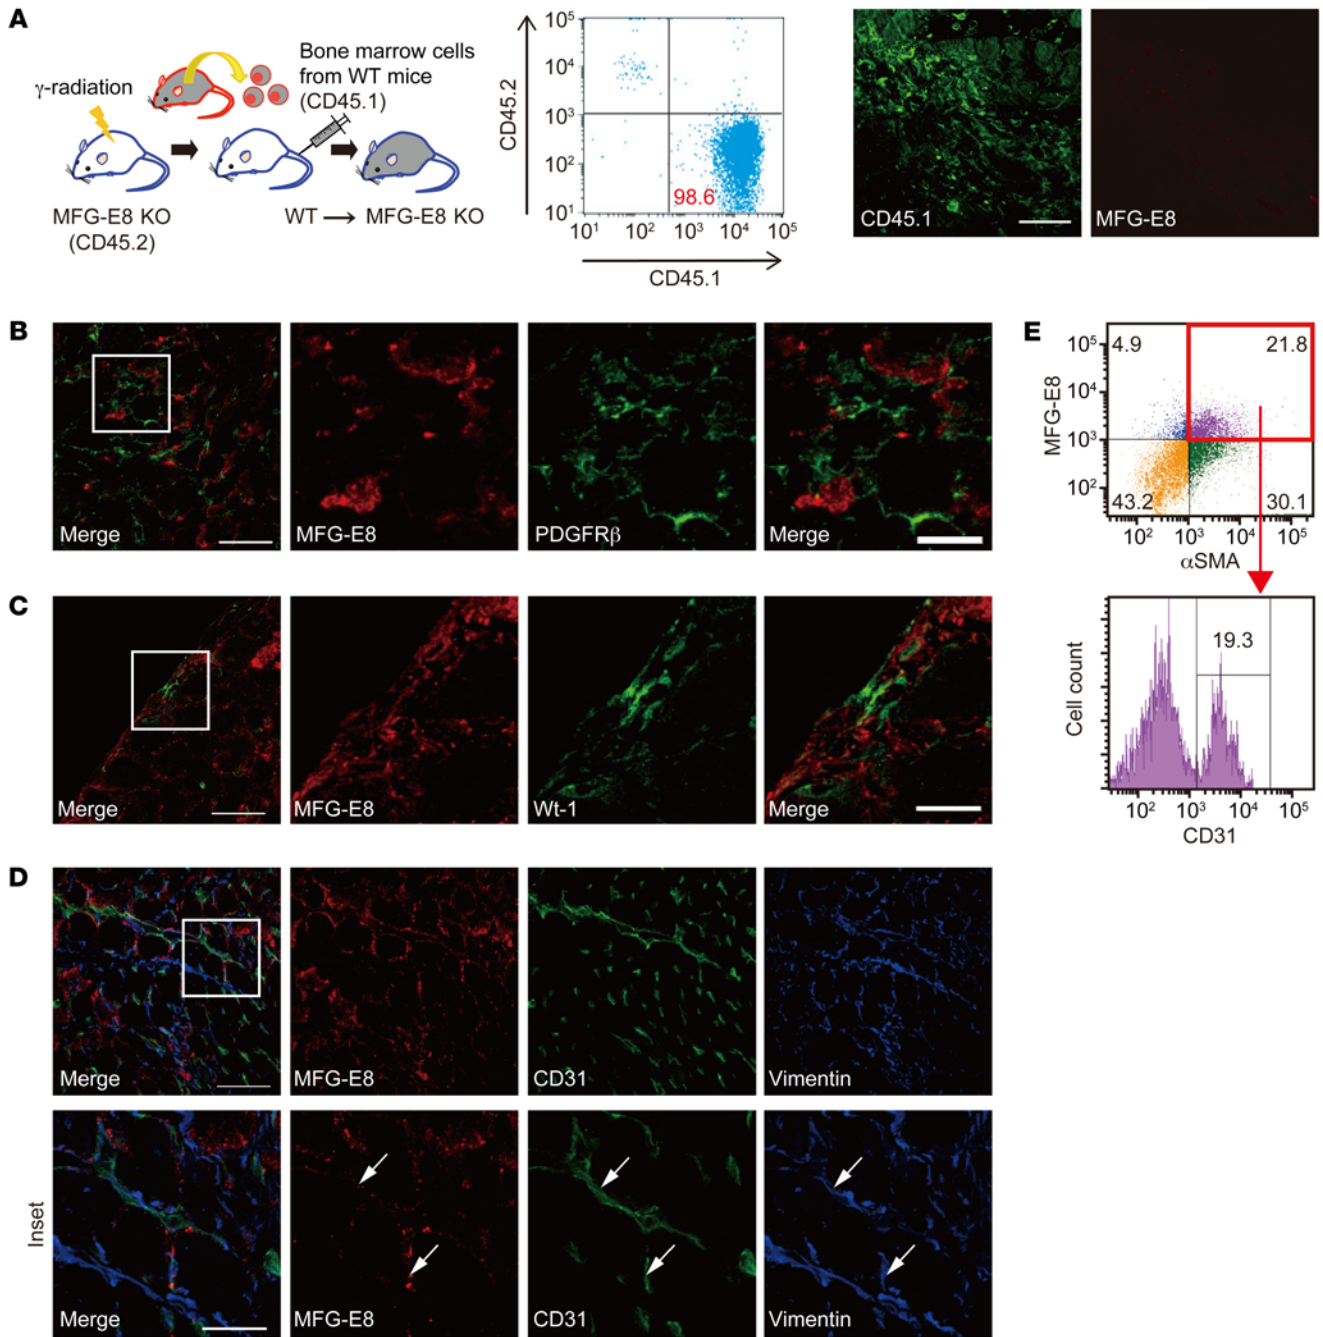 A
γ-radiation
Bone marrow cells
from WT mice
(CD45.1)
MFG-E8 KO
(CD45.2)
WT → MFG-E8 KO
CD45.2
10⁵
10⁴
10³
10²
10¹
98.6
10¹ 10² 10³ 10⁴ 10⁵
CD45.1
CD45.1
MFG-E8
B
Merge
MFG-E8
PDGFRβ
Merge
C
Merge
MFG-E8
Wt-1
Merge
D
Merge
MFG-E8
CD31
Vimentin
Inset
Merge
MFG-E8
CD31
Vimentin
E
MFG-E8
10⁵
10⁴
10³
10²
4.9
21.8
43.2
30.1
10² 10³ 10⁴ 10⁵
αSMA
Cell count
19.3
10² 10³ 10⁴ 10⁵
CD31